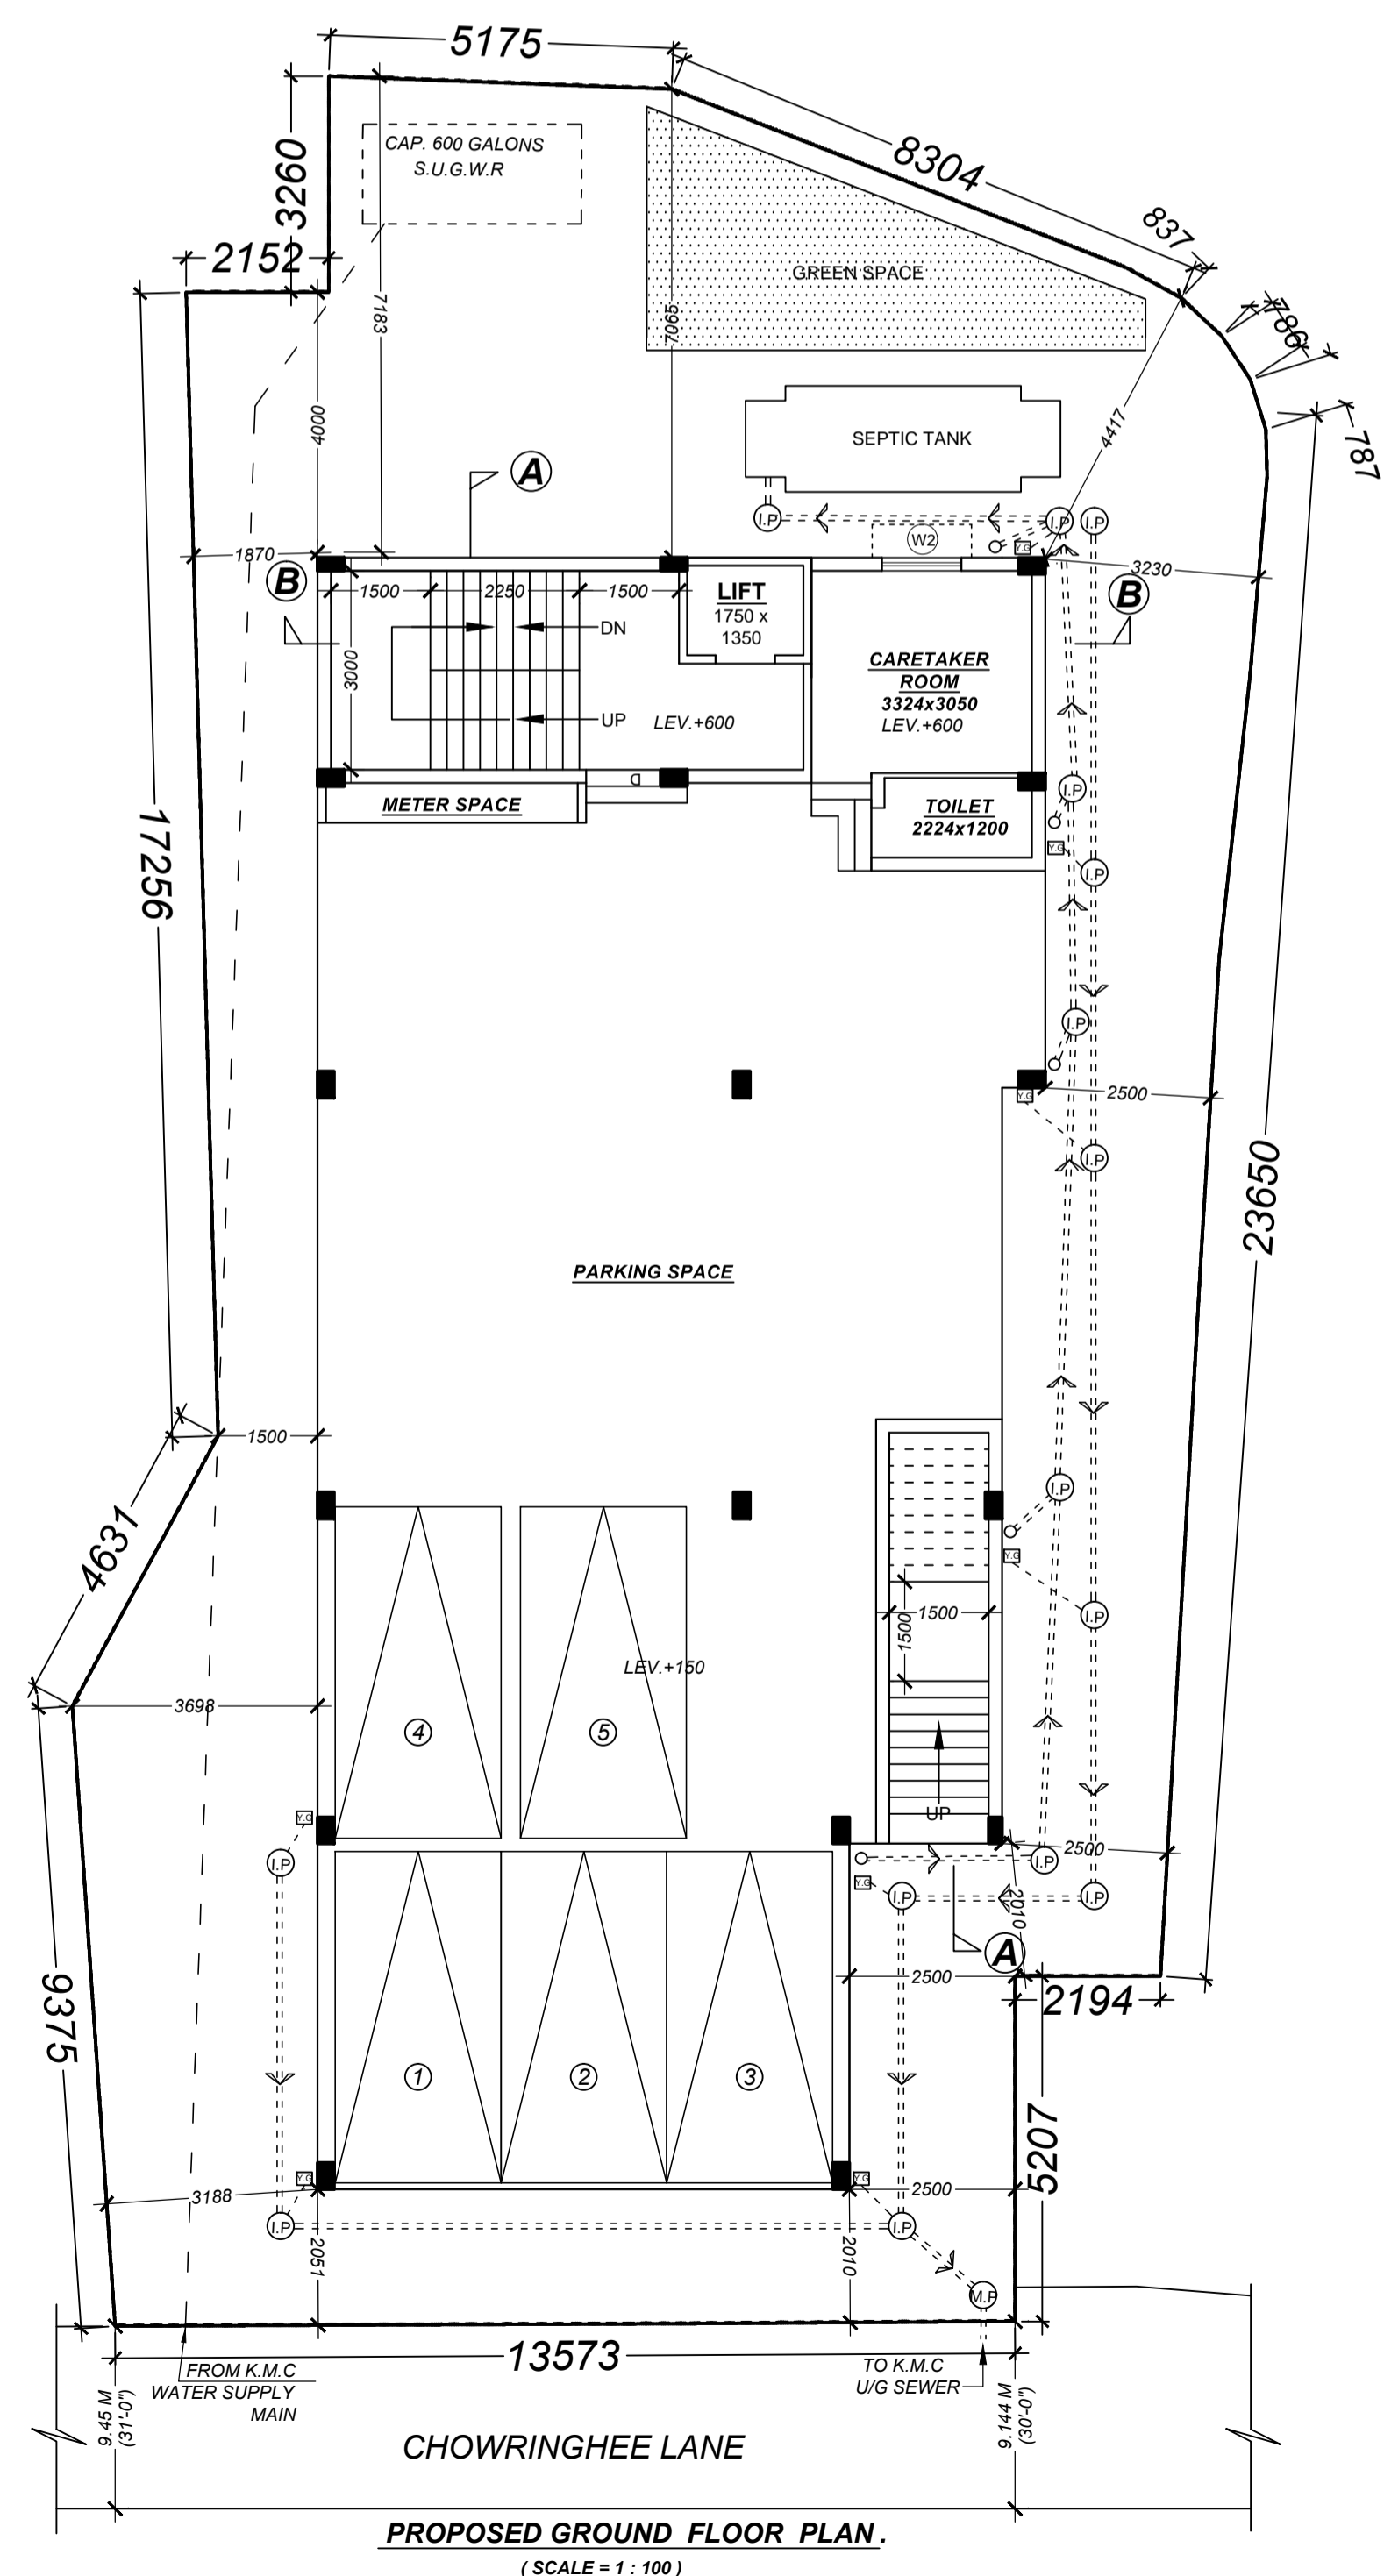 5175
8304
837
786
787
3260
CAP. 600 GALONS
S.U.G.W.R
2152
GREEN SPACE
7183
7065
4000
4417
SEPTIC TANK
A
I.P
I.P
I.P
W2
Y.G
1870
3230
B
1500
2250
1500
LIFT
1750 x
1350
B
DN
3000
CARETAKER
ROOM
3324x3050
LEV.+600
UP
LEV.+600
D
METER SPACE
TOILET
2224x1200
I.P
Y.G
I.P
17256
I.P
2500
Y.G
I.P
23650
PARKING SPACE
1500
4631
I.P
Y.G
1500
1500
I.P
LEV.+150
3698
4
5
UP
Y.G
I.P
2500
I.P
Y.G
I.P
I.P
2010
A
2500
2194
9375
1
2
3
5207
Y.G
Y.G
3188
2500
I.P
I.P
2051
2010
M.P
13573
FROM K.M.C
WATER SUPPLY
MAIN
TO K.M.C
U/G SEWER
9.45 M
(31'-0")
9.144 M
(30'-0")
CHOWRINGHEE LANE
PROPOSED GROUND FLOOR PLAN.
( SCALE = 1 : 100 )